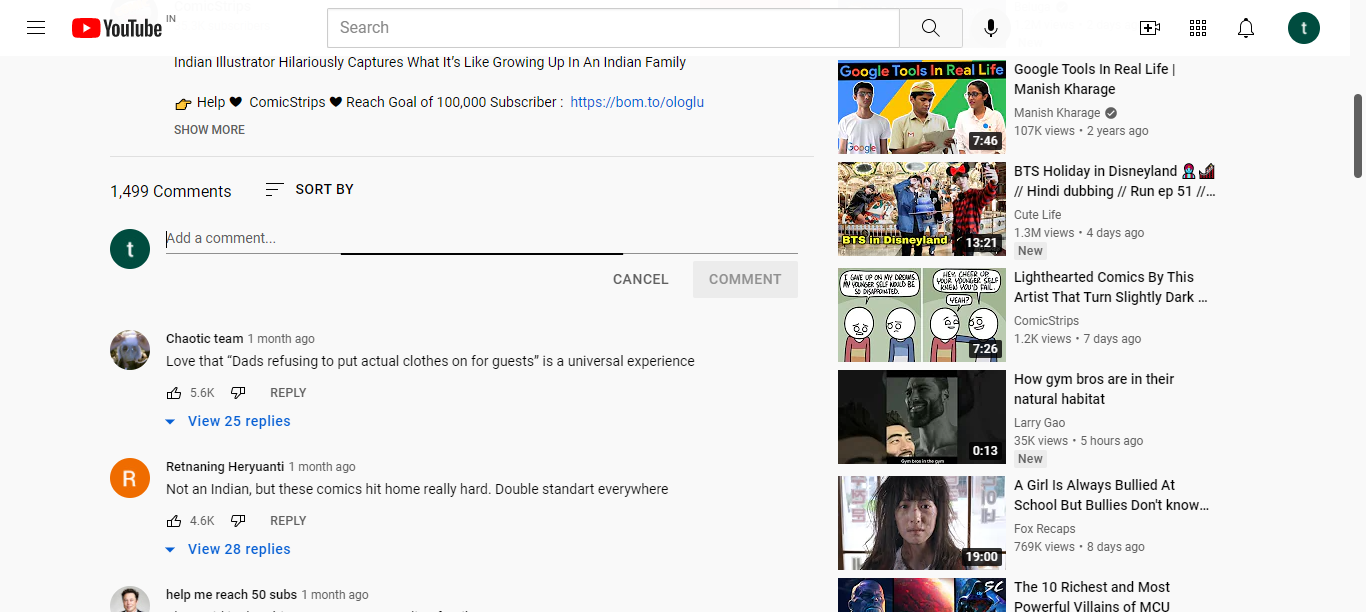 YouTube IN
Search
t
Indian Illustrator Hilariously Captures What It’s Like Growing Up In An Indian Family
👉 Help ♥ ComicStrips ♥ Reach Goal of 100,000 Subscriber : https://bom.to/ologlu
SHOW MORE
1,499 Comments
SORT BY
t
Add a comment...
CANCEL
COMMENT
Chaotic team 1 month ago
Love that “Dads refusing to put actual clothes on for guests” is a universal experience
5.6K
REPLY
View 25 replies
R
Retnaning Heryuanti 1 month ago
Not an Indian, but these comics hit home really hard. Double standart everywhere
4.6K
REPLY
View 28 replies
help me reach 50 subs 1 month ago
Google Tools In Real Life
Google
7:46
Google Tools In Real Life |
Manish Kharage
Manish Kharage
107K views • 2 years ago
BTS in Disneyland
13:21
BTS Holiday in Disneyland
// Hindi dubbing // Run ep 51 //...
Cute Life
1.3M views • 4 days ago
New
I GAVE UP ON MY DREAMS.
MY YOUNGER SELF WOULD BE
SO DISAPPOINTED.
HEY, CHEER UP.
YOUR YOUNGER SELF
KNEW YOU'D FAIL.
YEAH?
7:26
Lighthearted Comics By This
Artist That Turn Slightly Dark ...
ComicStrips
1.2K views • 7 days ago
Gym bros in the gym
0:13
How gym bros are in their
natural habitat
Larry Gao
35K views • 5 hours ago
New
19:00
A Girl Is Always Bullied At
School But Bullies Don't know...
Fox Recaps
769K views • 8 days ago
The 10 Richest and Most
Powerful Villains of MCU